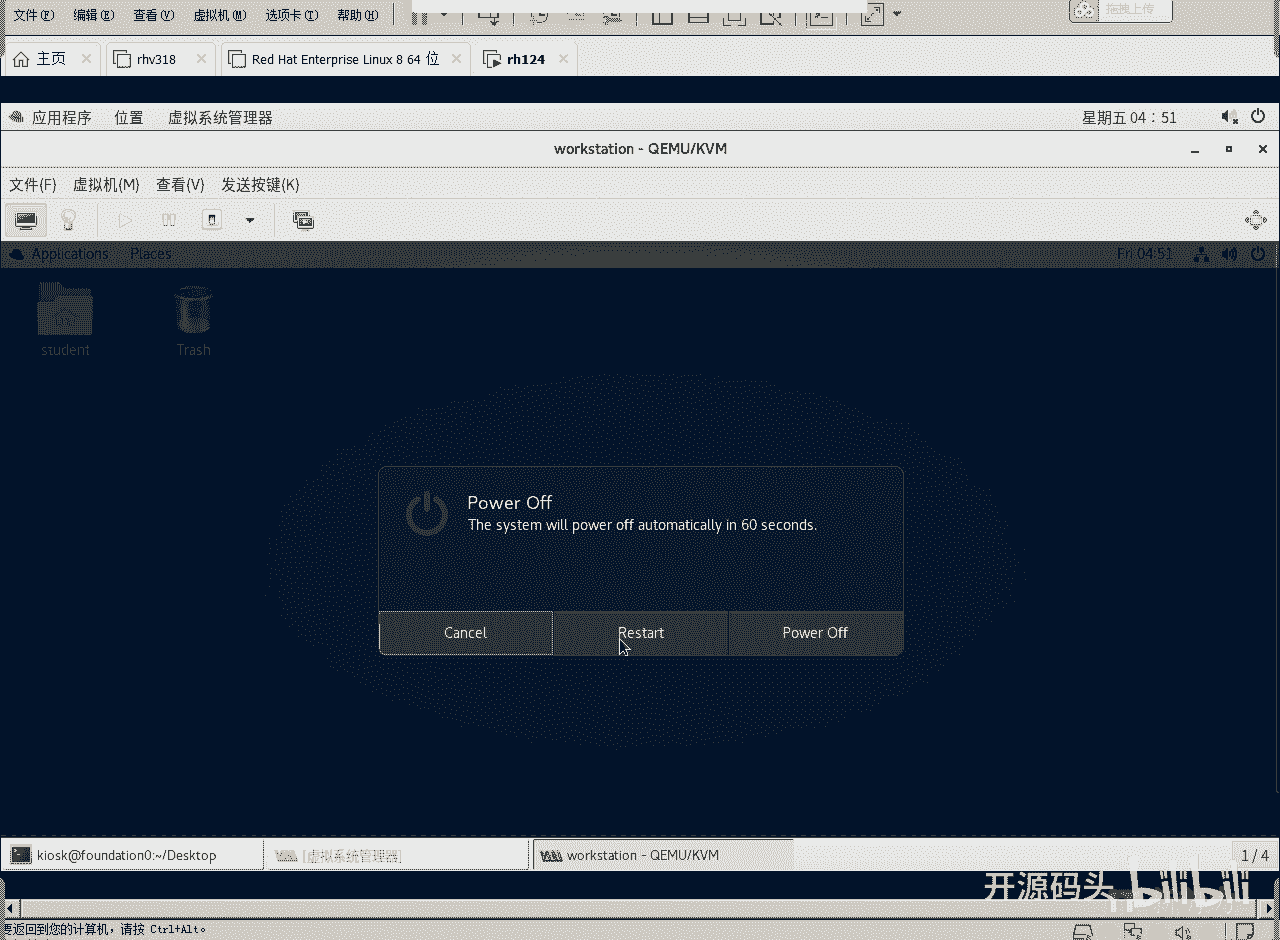 文件(F) 编辑(E) 查看(V) 虚拟机(M) 选项卡(T) 帮助(H)
拖拽上传
主页 rhv318 Red Hat Enterprise Linux 8 64 位 rh124
应用程序 位置 虚拟系统管理器 星期五 04：51
workstation - QEMU/KVM
文件(F) 虚拟机(M) 查看(V) 发送按键(K)
Applications Places Fri 04:51
student Trash
Power Off
The system will power off automatically in 60 seconds.
Cancel Restart Power Off
kiosk@foundation0:~/Desktop [虚拟系统管理器] workstation - QEMU/KVM 1 / 4
开源码头 bilibili
要返回到您的计算机，请按 Ctrl+Alt。